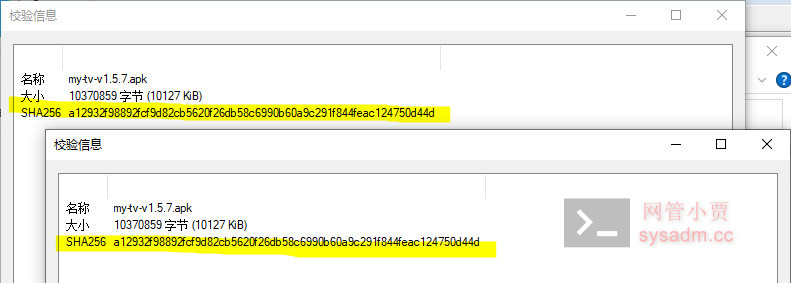 校验信息
名称 my-tv-v1.5.7.apk
大小 10370859 字节 (10127 KiB)
SHA256 a12932f98892fcf9d82cb5620f26db58c6990b60a9c291f844feac124750d44d
校验信息
名称 my-tv-v1.5.7.apk
大小 10370859 字节 (10127 KiB)
SHA256 a12932f98892fcf9d82cb5620f26db58c6990b60a9c291f844feac124750d44d
网管小贾
sysadm.cc